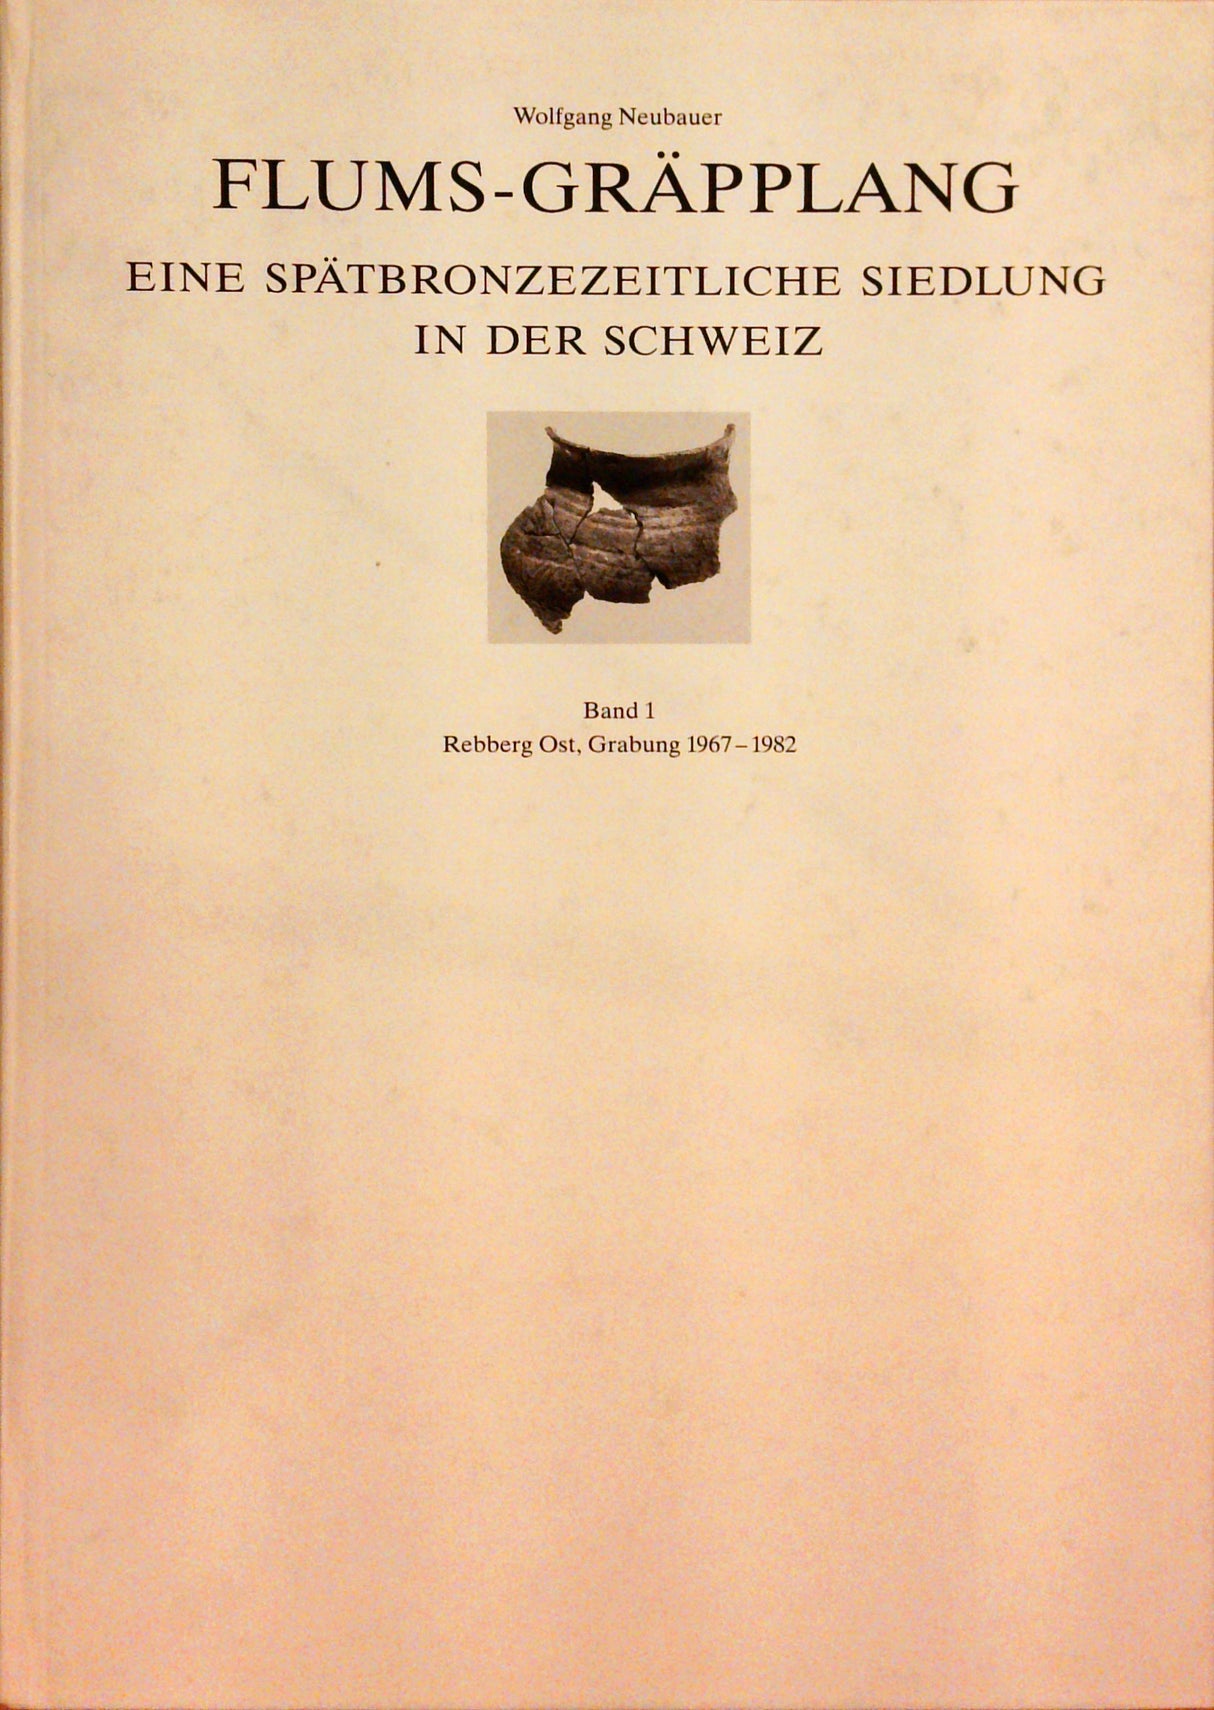 Wolfgang Neubauer
FLUMS-GRÄPPLANG
EINE SPÄTBRONZEZEITLICHE SIEDLUNG
IN DER SCHWEIZ
Band 1
Rebberg Ost, Grabung 1967–1982